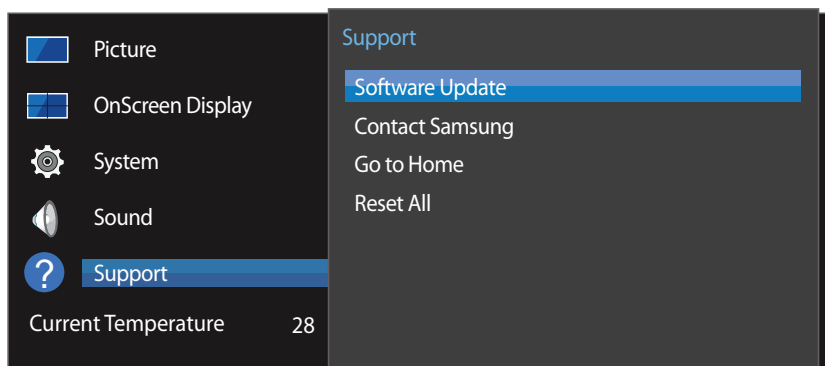 Picture
OnScreen Display
System
Sound
?
Support
Current Temperature 28
Support
Software Update
Contact Samsung
Go to Home
Reset All